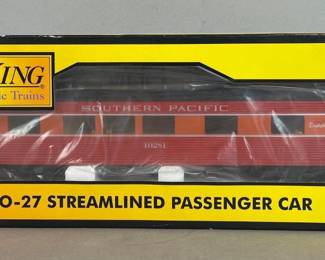 KING
ic Trains
SOUTHERN PACIFIC
10281
O-27 STREAMLINED PASSENGER CAR